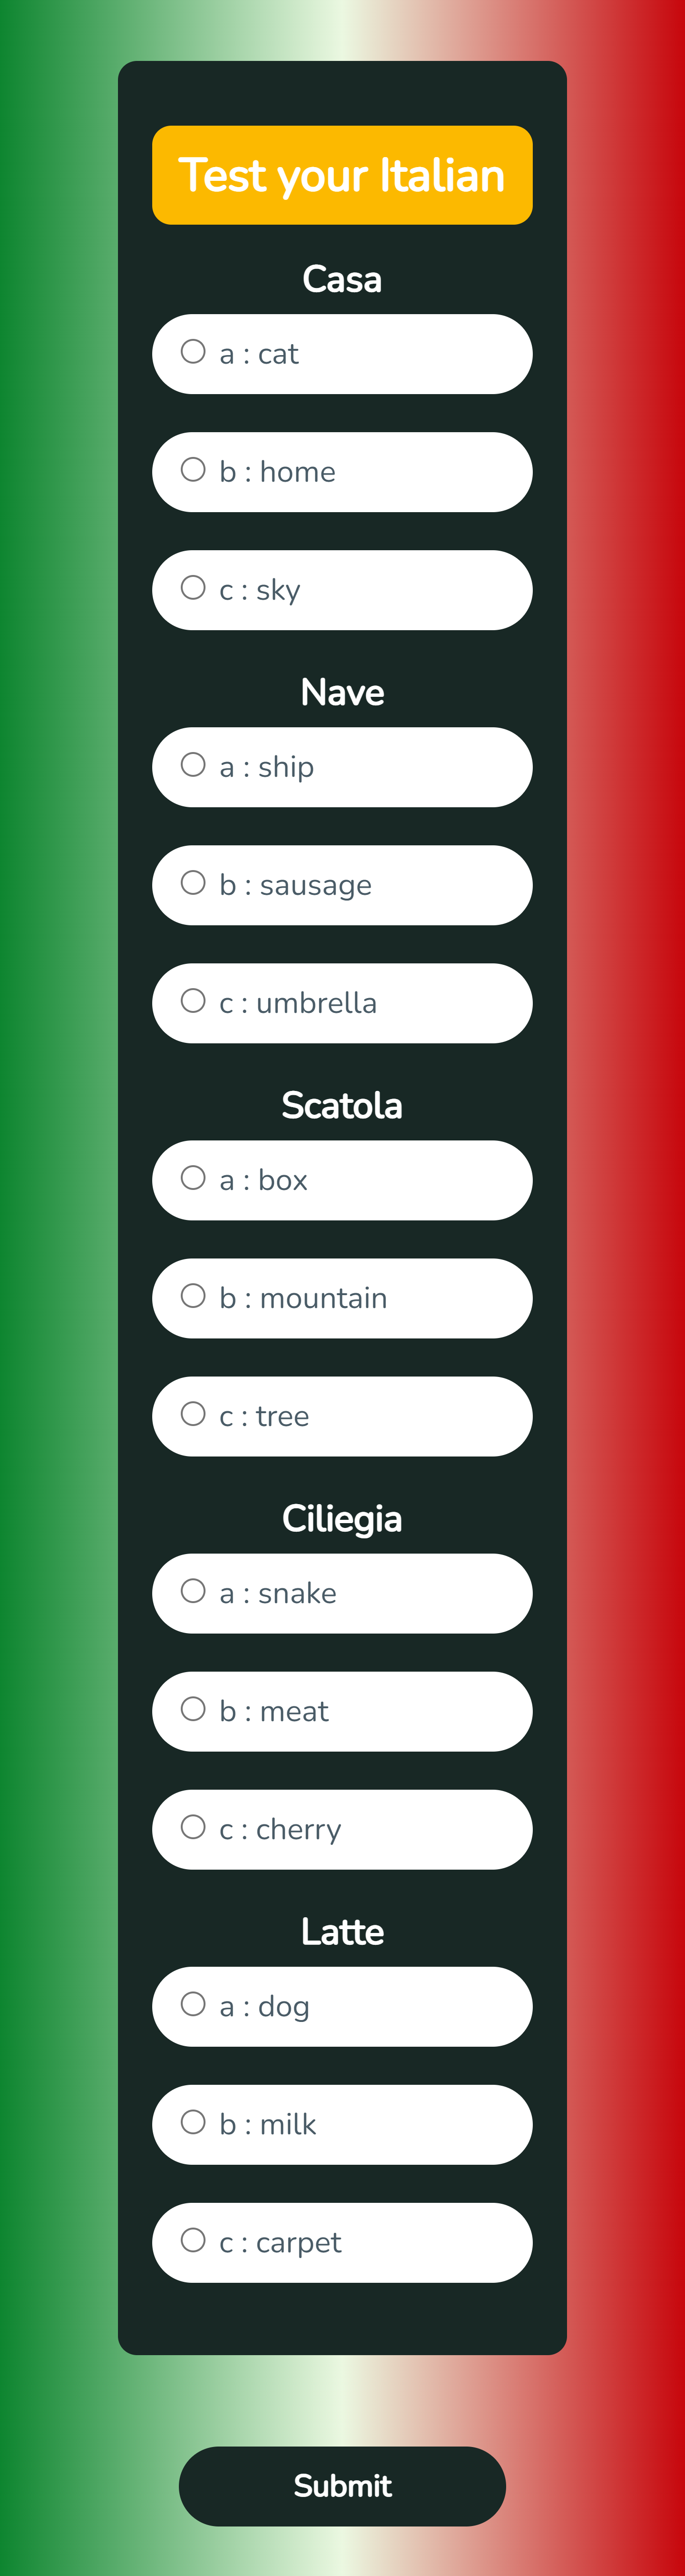 Test your Italian
Casa
a : cat
b : home
c : sky
Nave
a : ship
b : sausage
c : umbrella
Scatola
a : box
b : mountain
c : tree
Ciliegia
a : snake
b : meat
c : cherry
Latte
a : dog
b : milk
c : carpet
Submit